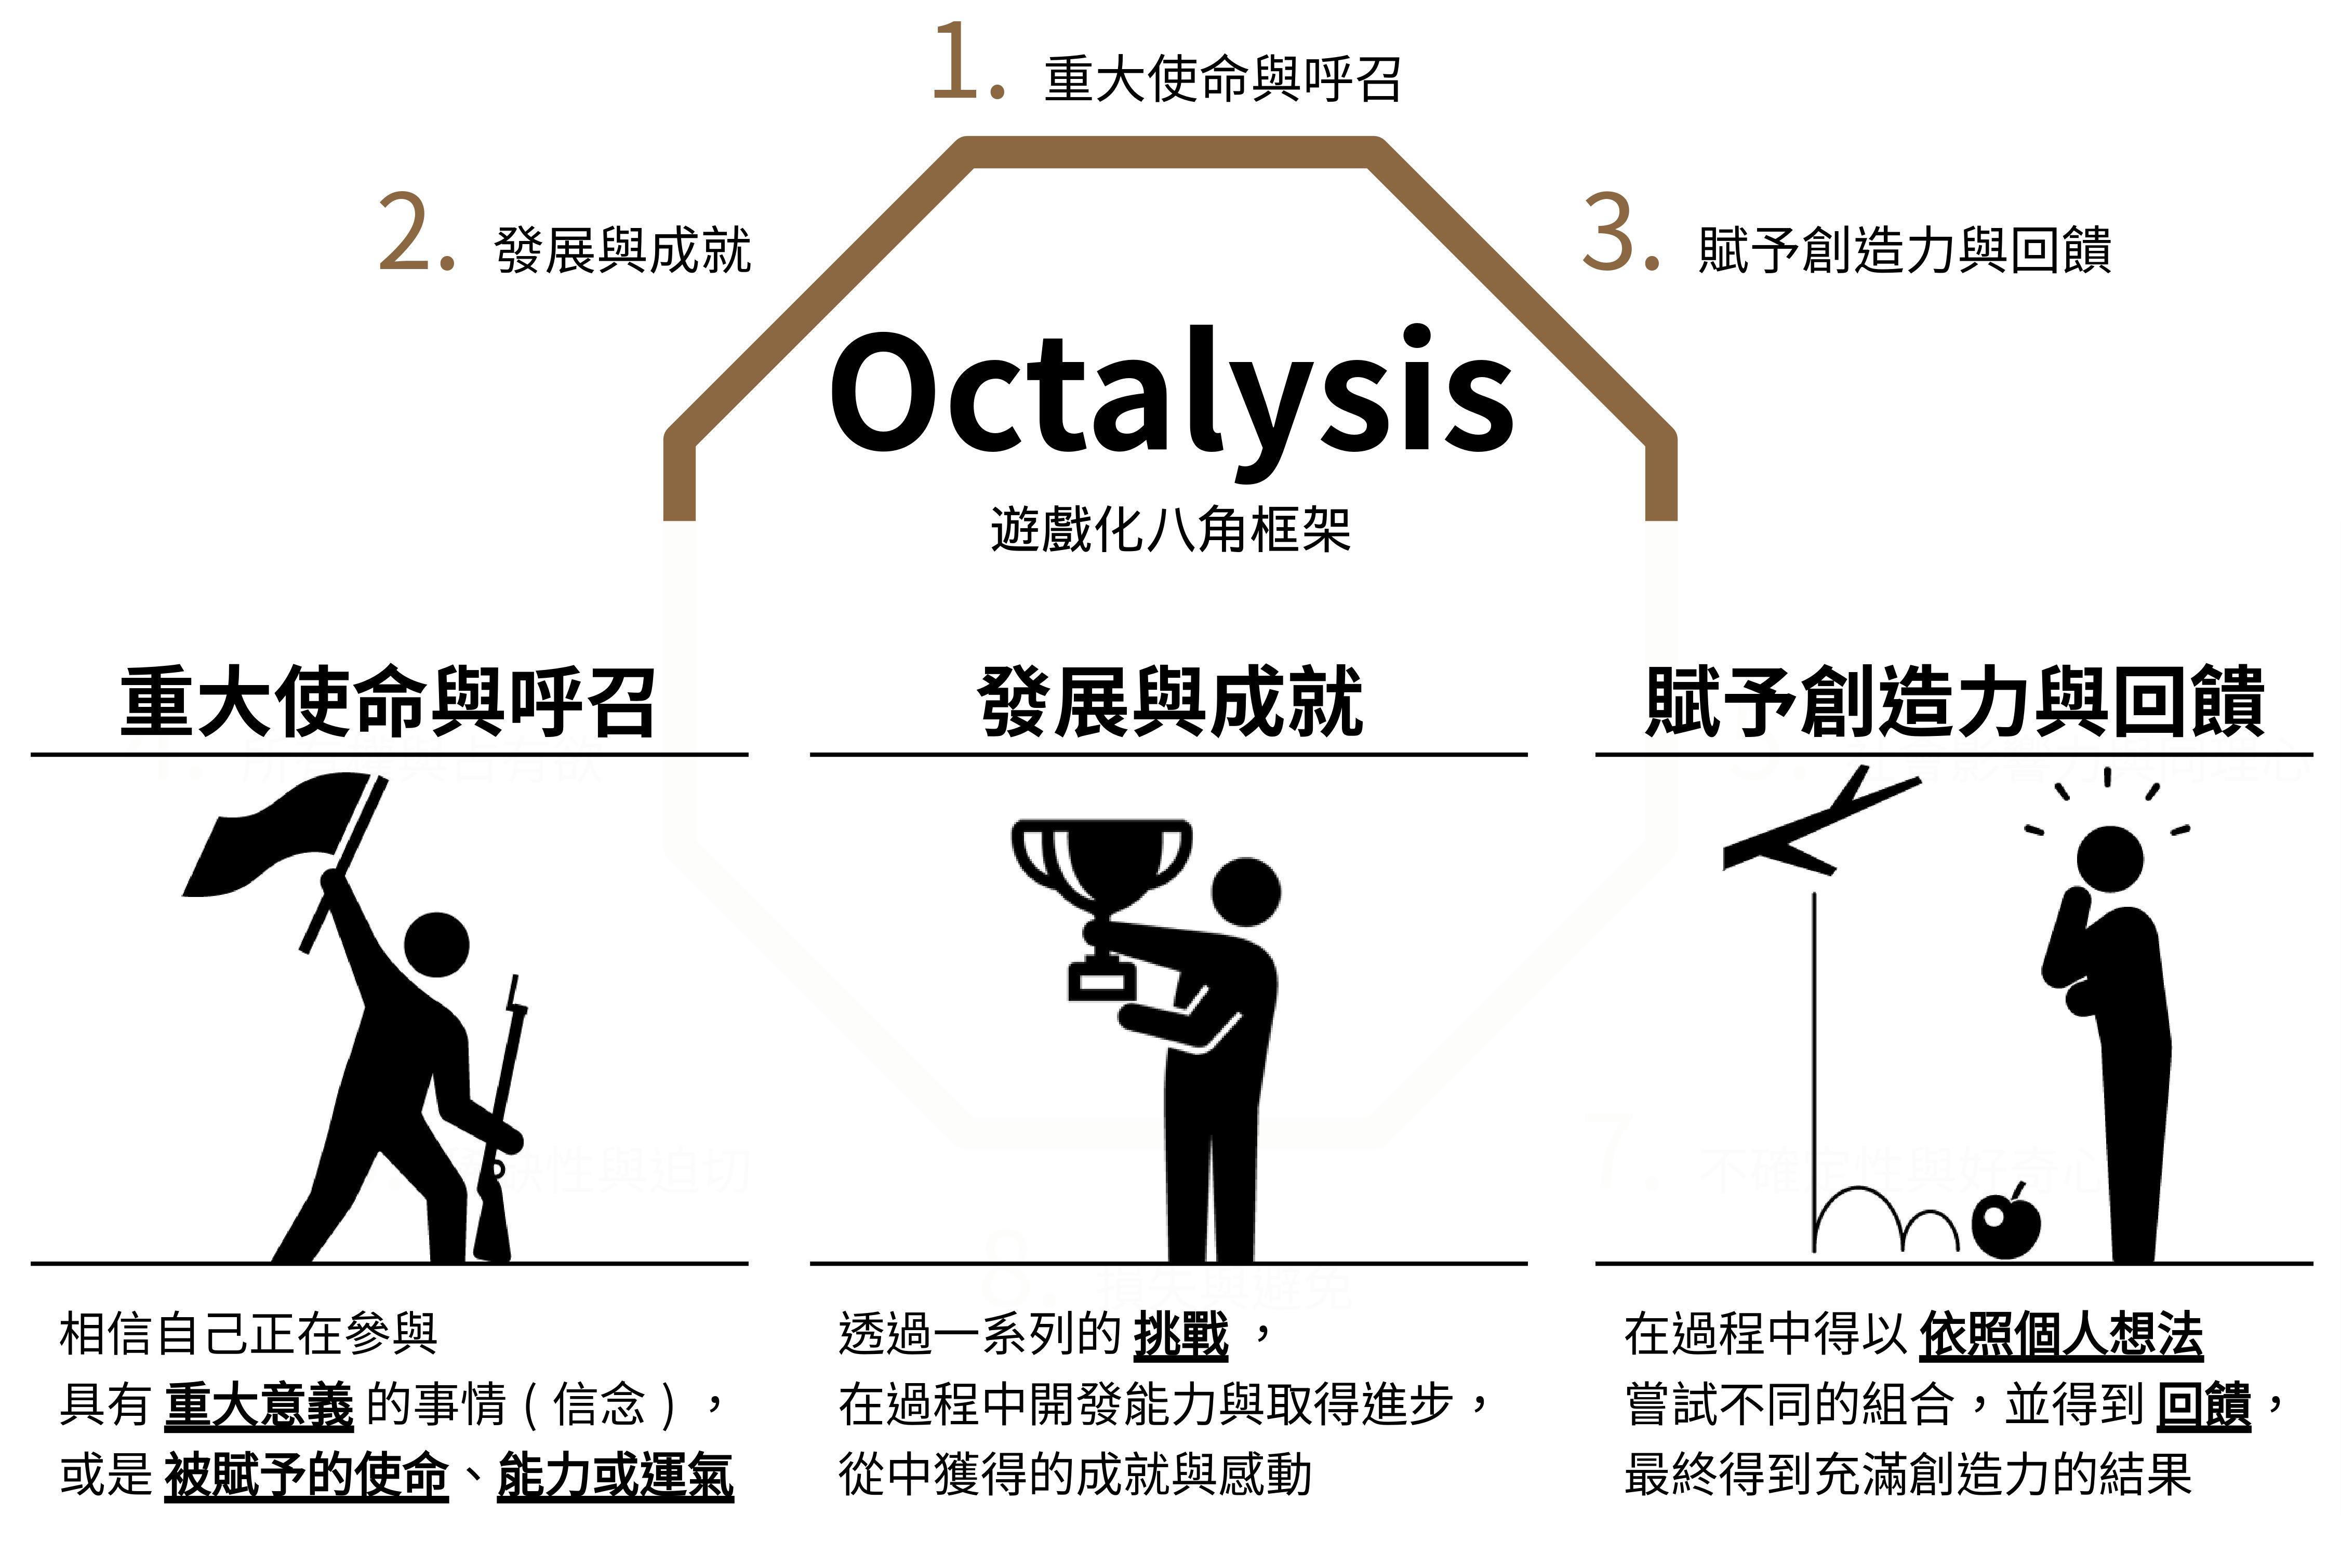 1. 重大使命與呼召
2. 發展與成就
3. 賦予創造力與回饋
Octalysis
遊戲化八角框架
重大使命與呼召
相信自己正在參與
具有 重大意義 的事情 ( 信念 ) ，
或是 被賦予的使命、能力或運氣
發展與成就
透過一系列的 挑戰 ，
在過程中開發能力與取得進步，
從中獲得的成就與感動
賦予創造力與回饋
在過程中得以 依照個人想法
嘗試不同的組合，並得到 回饋，
最終得到充滿創造力的結果